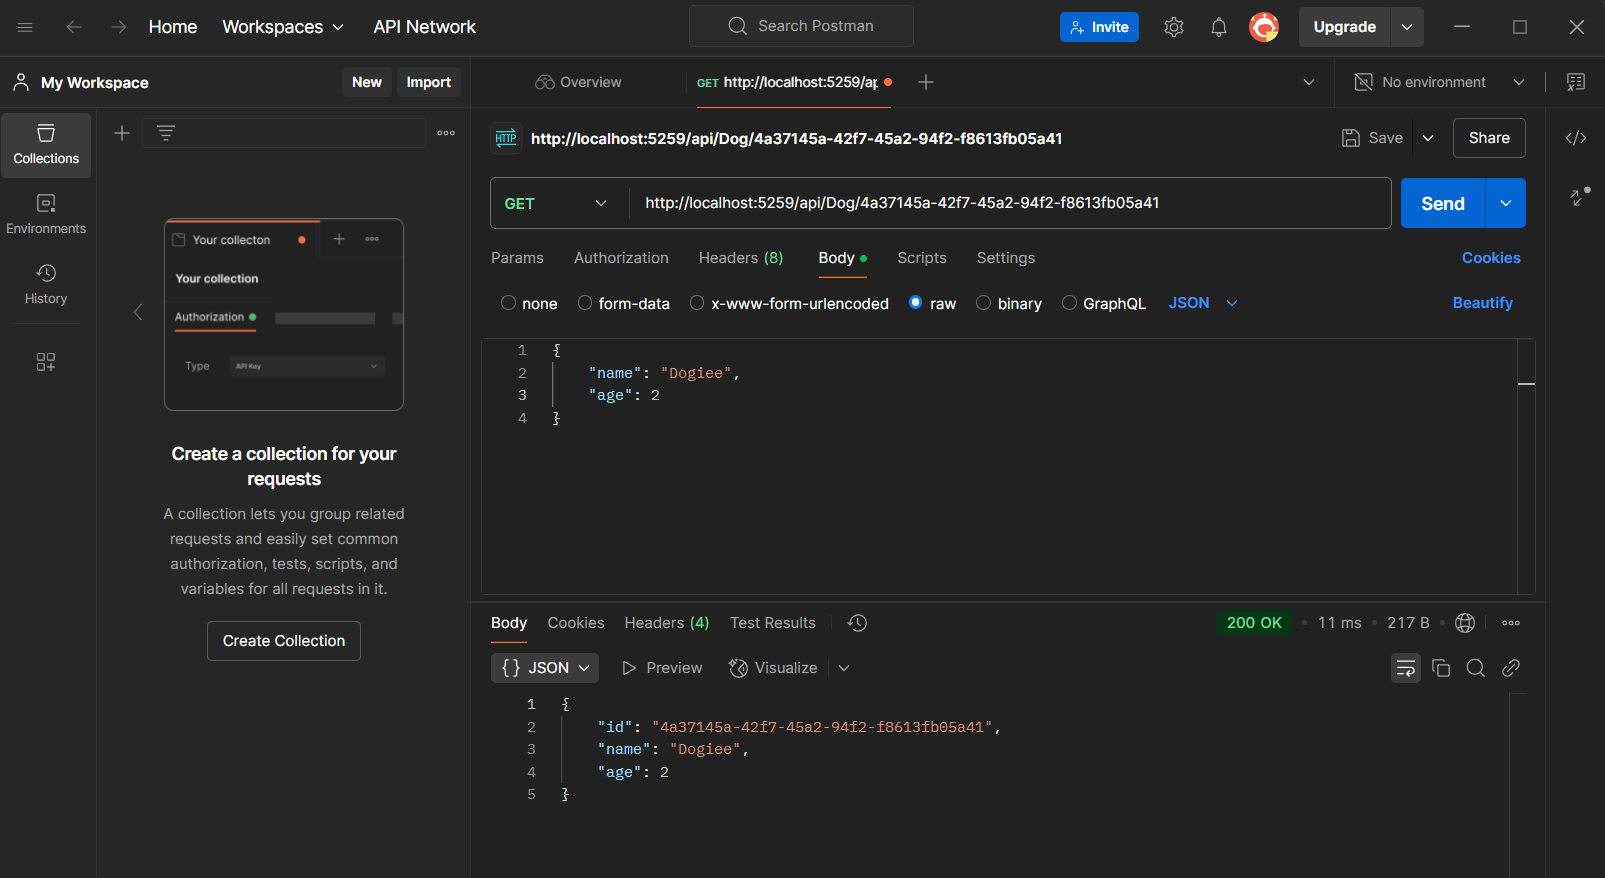 Home Workspaces API Network Search Postman Invite Upgrade
My Workspace New Import Overview GET http://localhost:5259/ap No environment
Collections
Environments
History
Your collecton
Your collection
Authorization
Type API Key
Create a collection for your
requests
A collection lets you group related
requests and easily set common
authorization, tests, scripts, and
variables for all requests in it.
Create Collection
HTTP http://localhost:5259/api/Dog/4a37145a-42f7-45a2-94f2-f8613fb05a41 Save Share
GET http://localhost:5259/api/Dog/4a37145a-42f7-45a2-94f2-f8613fb05a41 Send
Params Authorization Headers (8) Body Scripts Settings Cookies
none form-data x-www-form-urlencoded raw binary GraphQL JSON Beautify
1 {
2 "name": "Dogiee",
3 "age": 2
4 }
Body Cookies Headers (4) Test Results 200 OK • 11 ms • 217 B •
{} JSON Preview Visualize
1 {
2 "id": "4a37145a-42f7-45a2-94f2-f8613fb05a41",
3 "name": "Dogiee",
4 "age": 2
5 }